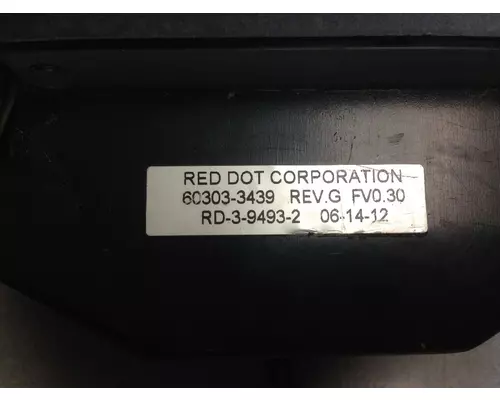 RED DOT CORPORATION
60303-3439 REV.G FV0.30
RD-3-9493-2 06-14-12